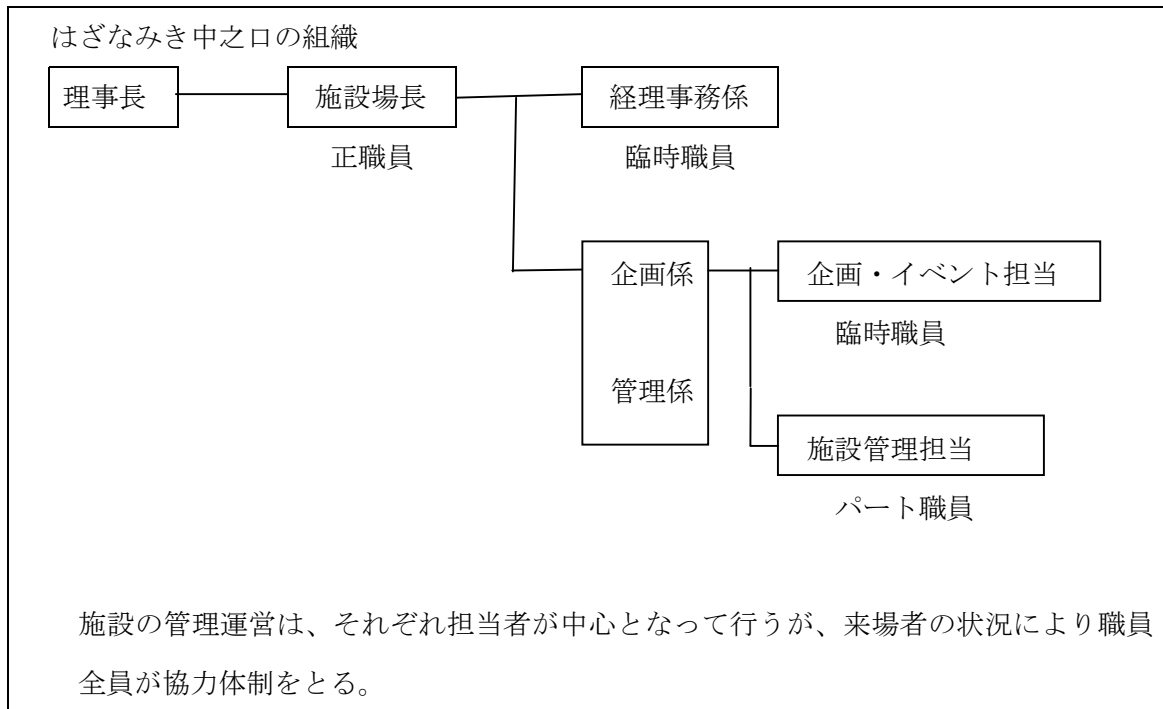 はざなみき中之口の組織
理事長 施設場長 経理事務係
正職員 臨時職員
企画係 企画・イベント担当
臨時職員
管理係
施設管理担当
パート職員
施設の管理運営は、それぞれ担当者が中心となって行うが、来場者の状況により職員
全員が協力体制をとる。